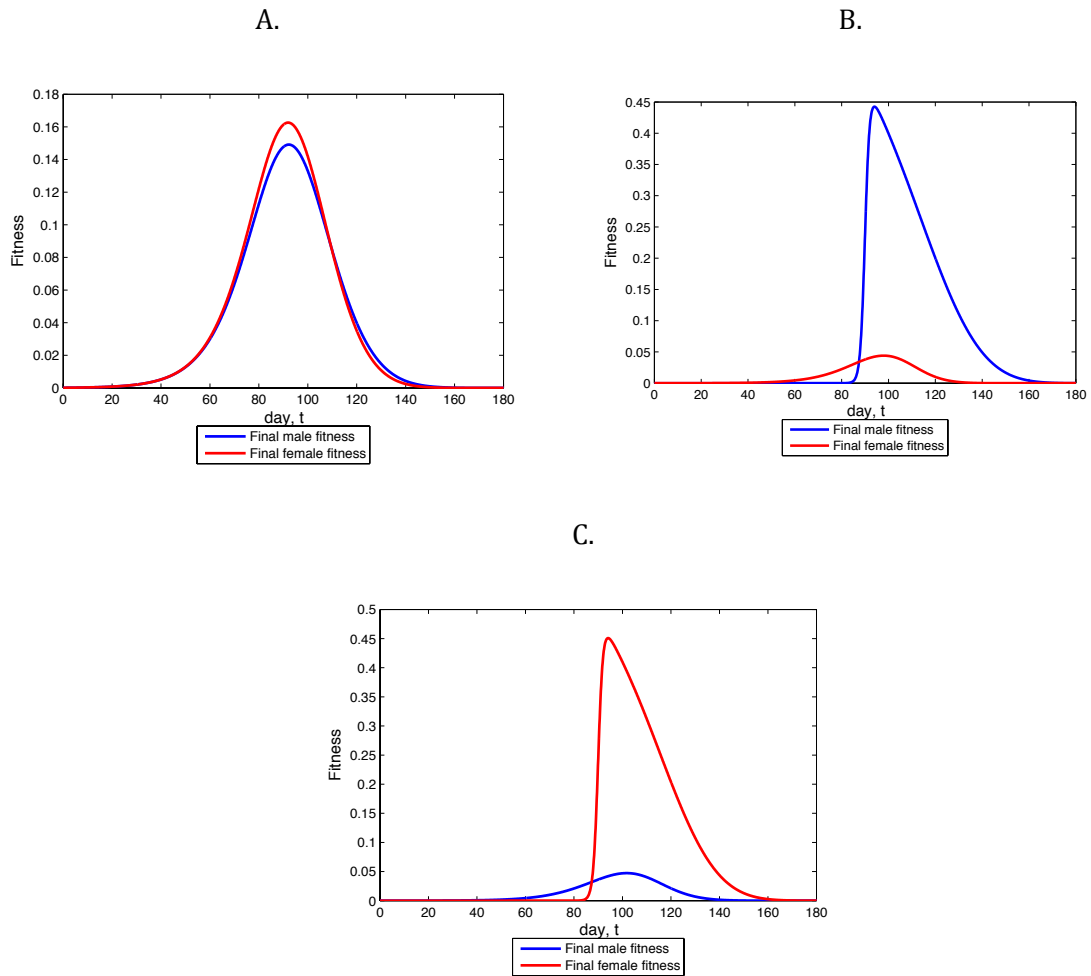 A.
B.
0.18
0.16
0.14
0.12
0.1
0.08
0.06
0.04
0.02
0
Fitness
0 20 40 60 80 100 120 140 160 180
day, t
Final male fitness
Final female fitness
0.45
0.4
0.35
0.3
0.25
0.2
0.15
0.1
0.05
0
Fitness
0 20 40 60 80 100 120 140 160 180
day, t
Final male fitness
Final female fitness
C.
0.5
0.45
0.4
0.35
0.3
0.25
0.2
0.15
0.1
0.05
0
Fitness
0 20 40 60 80 100 120 140 160 180
day, t
Final male fitness
Final female fitness